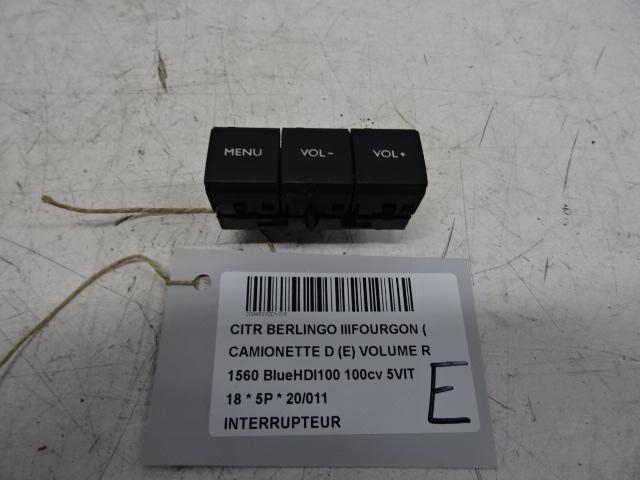 MENU VOL- VOL+
CITR BERLINGO IIIFOURGON (
CAMIONETTE D (E) VOLUME R
1560 BlueHDI100 100cv 5VIT
18 * 5P * 20/011
INTERRUPTEUR
E